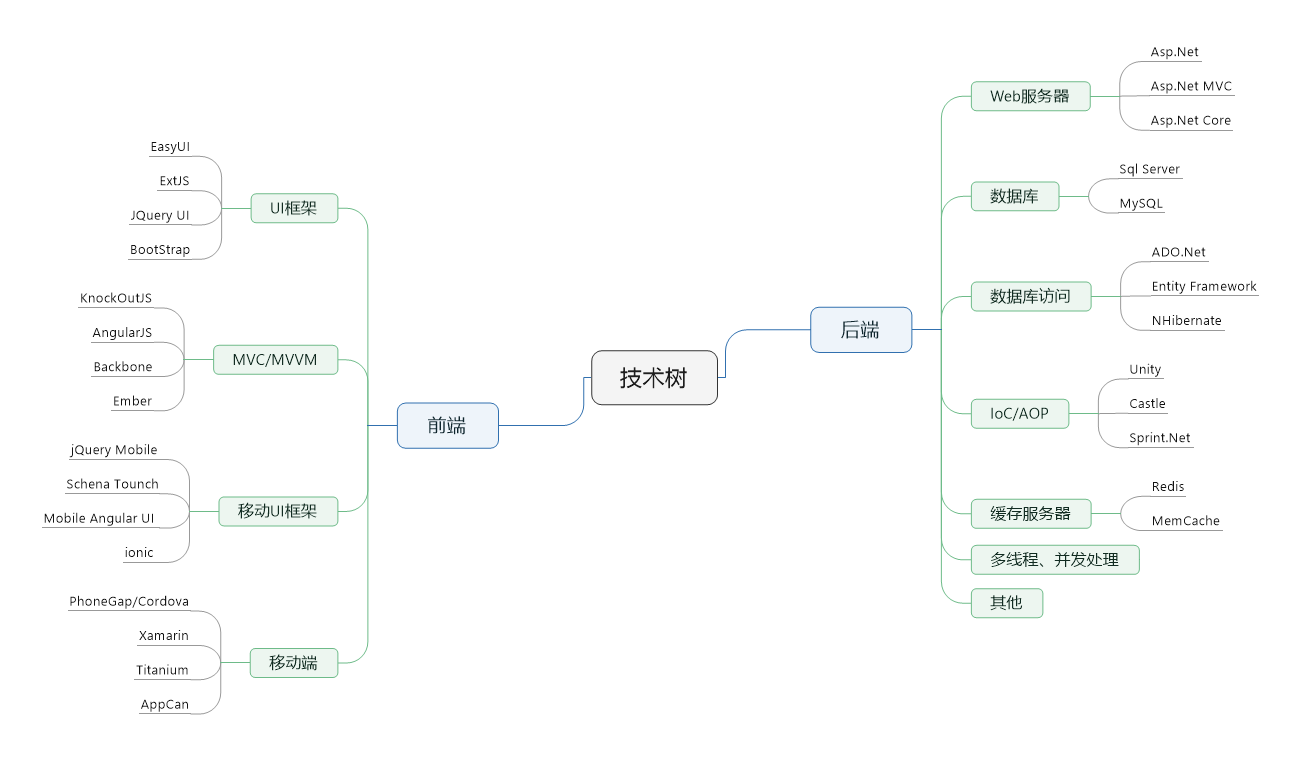 技术树
前端
UI框架
EasyUI
ExtJS
JQuery UI
BootStrap
MVC/MVVM
KnockOutJS
AngularJS
Backbone
Ember
移动UI框架
jQuery Mobile
Schena Tounch
Mobile Angular UI
ionic
移动端
PhoneGap/Cordova
Xamarin
Titanium
AppCan
后端
Web服务器
Asp.Net
Asp.Net MVC
Asp.Net Core
数据库
Sql Server
MySQL
数据库访问
ADO.Net
Entity Framework
NHibernate
IoC/AOP
Unity
Castle
Sprint.Net
缓存服务器
Redis
MemCache
多线程、并发处理
其他